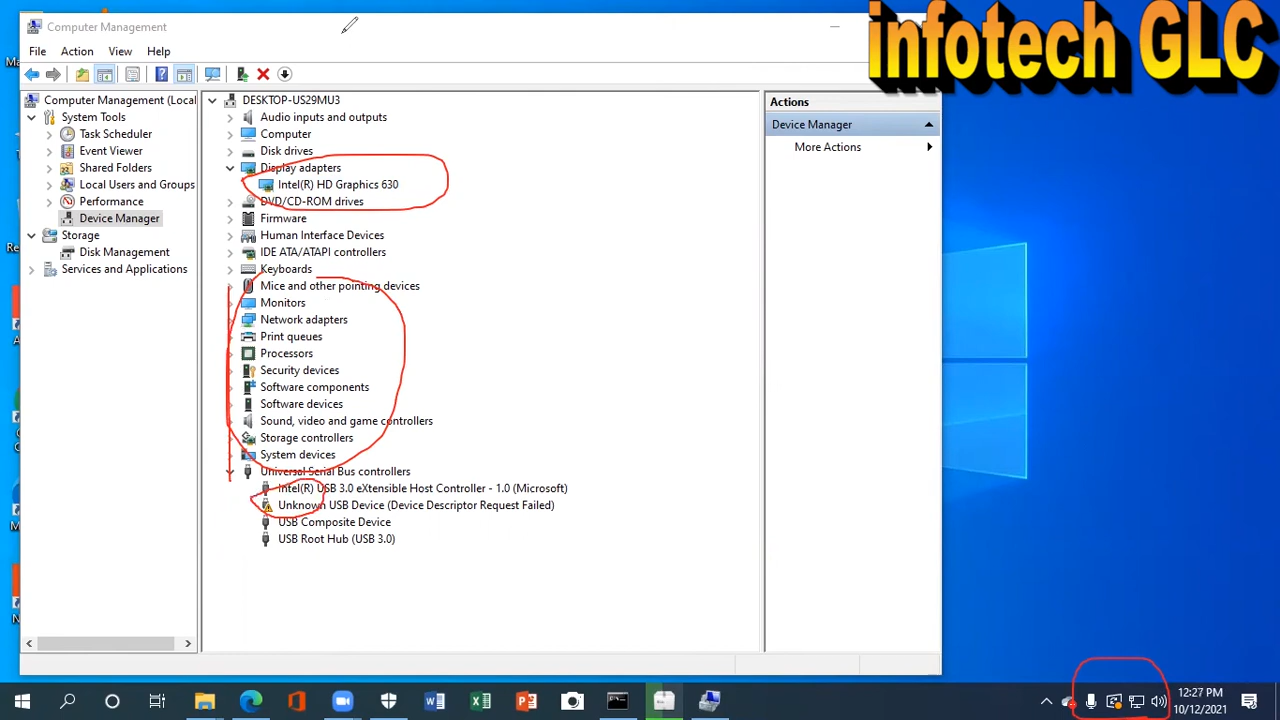 Computer Management
infotech GLC
File Action View Help
Computer Management (Local
System Tools
Task Scheduler
Event Viewer
Shared Folders
Local Users and Groups
Performance
Device Manager
Storage
Disk Management
Services and Applications
DESKTOP-US29MU3
Audio inputs and outputs
Computer
Disk drives
Display adapters
Intel(R) HD Graphics 630
DVD/CD-ROM drives
Firmware
Human Interface Devices
IDE ATA/ATAPI controllers
Keyboards
Mice and other pointing devices
Monitors
Network adapters
Print queues
Processors
Security devices
Software components
Software devices
Sound, video and game controllers
Storage controllers
System devices
Universal Serial Bus controllers
Intel(R) USB 3.0 eXtensible Host Controller - 1.0 (Microsoft)
Unknown USB Device (Device Descriptor Request Failed)
USB Composite Device
USB Root Hub (USB 3.0)
Actions
Device Manager
More Actions
12:27 PM
10/12/2021